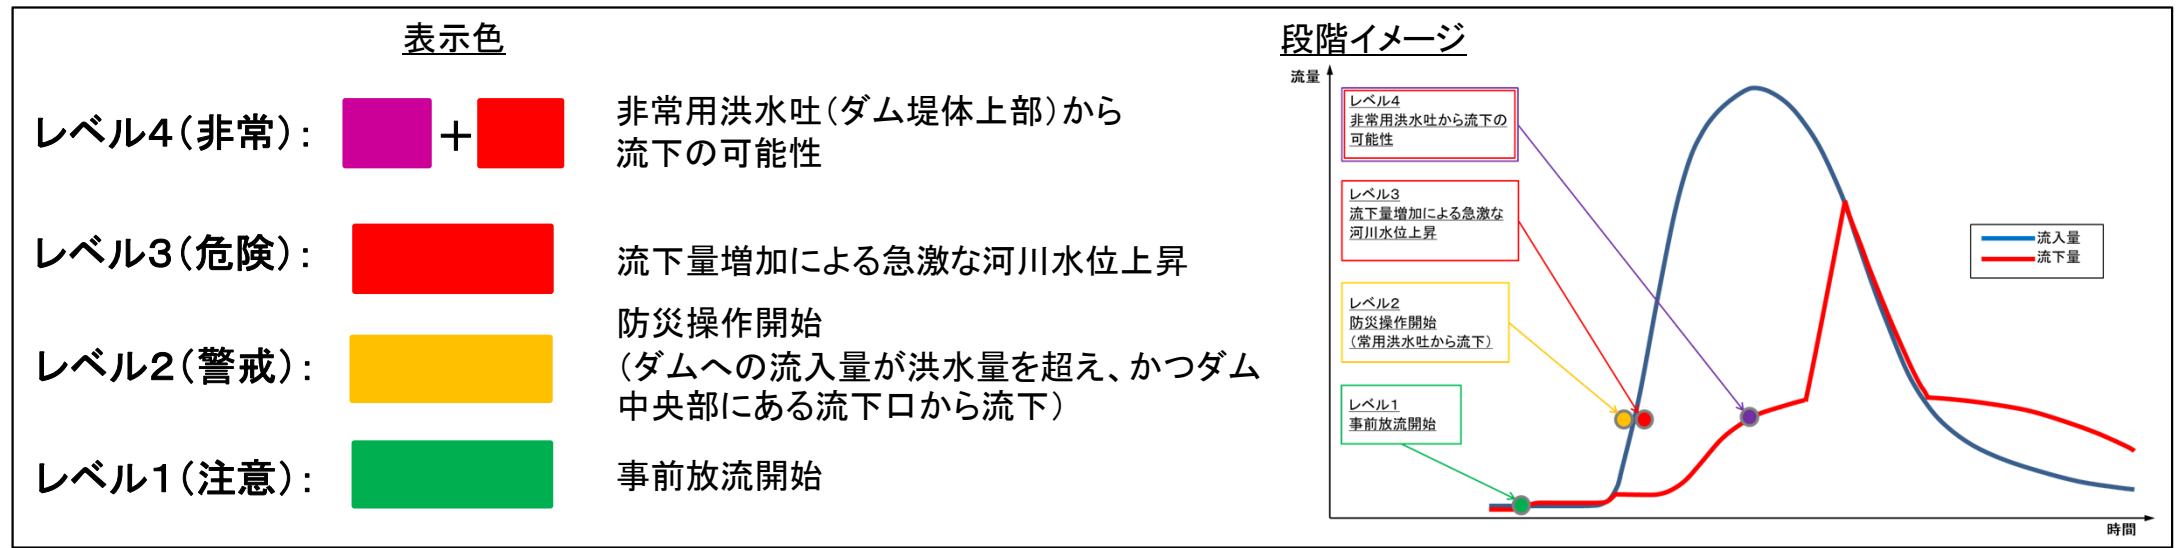 表示色
レベル4(非常):
+
非常用洪水吐(ダム堤体上部)から
流下の可能性
レベル3(危険):
流下量増加による急激な河川水位上昇
レベル2(警戒):
防災操作開始
(ダムへの流入量が洪水量を超え、かつダム
中央部にある流下口から流下)
レベル1(注意):
事前放流開始
段階イメージ
流量
レベル4
非常用洪水吐から流下の
可能性
レベル3
流下量増加による急激な
河川水位上昇
レベル2
防災操作開始
(常用洪水吐から流下)
レベル1
事前放流開始
流入量
流下量
時間